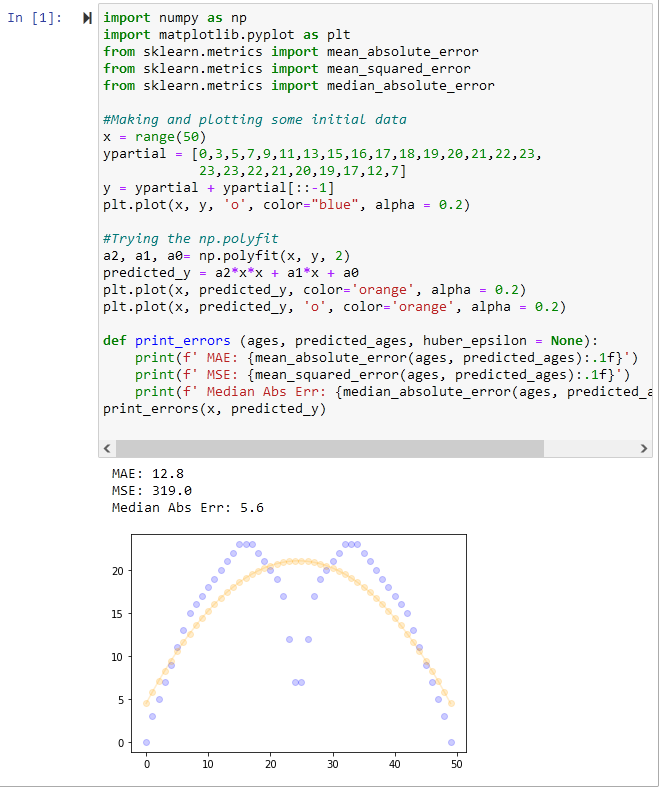 In [1]:
import numpy as np
import matplotlib.pyplot as plt
from sklearn.metrics import mean_absolute_error
from sklearn.metrics import mean_squared_error
from sklearn.metrics import median_absolute_error
#Making and plotting some initial data
x = range(50)
ypartial = [0,3,5,7,9,11,13,15,16,17,18,19,20,21,22,23,
23,23,22,21,20,19,17,12,7]
y = ypartial + ypartial[::-1]
plt.plot(x, y, 'o', color="blue", alpha = 0.2)
#Trying the np.polyfit
a2, a1, a0= np.polyfit(x, y, 2)
predicted_y = a2*x*x + a1*x + a0
plt.plot(x, predicted_y, color='orange', alpha = 0.2)
plt.plot(x, predicted_y, 'o', color='orange', alpha = 0.2)
def print_errors (ages, predicted_ages, huber_epsilon = None):
print(f' MAE: {mean_absolute_error(ages, predicted_ages):.1f}')
print(f' MSE: {mean_squared_error(ages, predicted_ages):.1f}')
print(f' Median Abs Err: {median_absolute_error(ages, predicted_a
print_errors(x, predicted_y)
MAE: 12.8
MSE: 319.0
Median Abs Err: 5.6
20
15
10
5
0
0 10 20 30 40 50